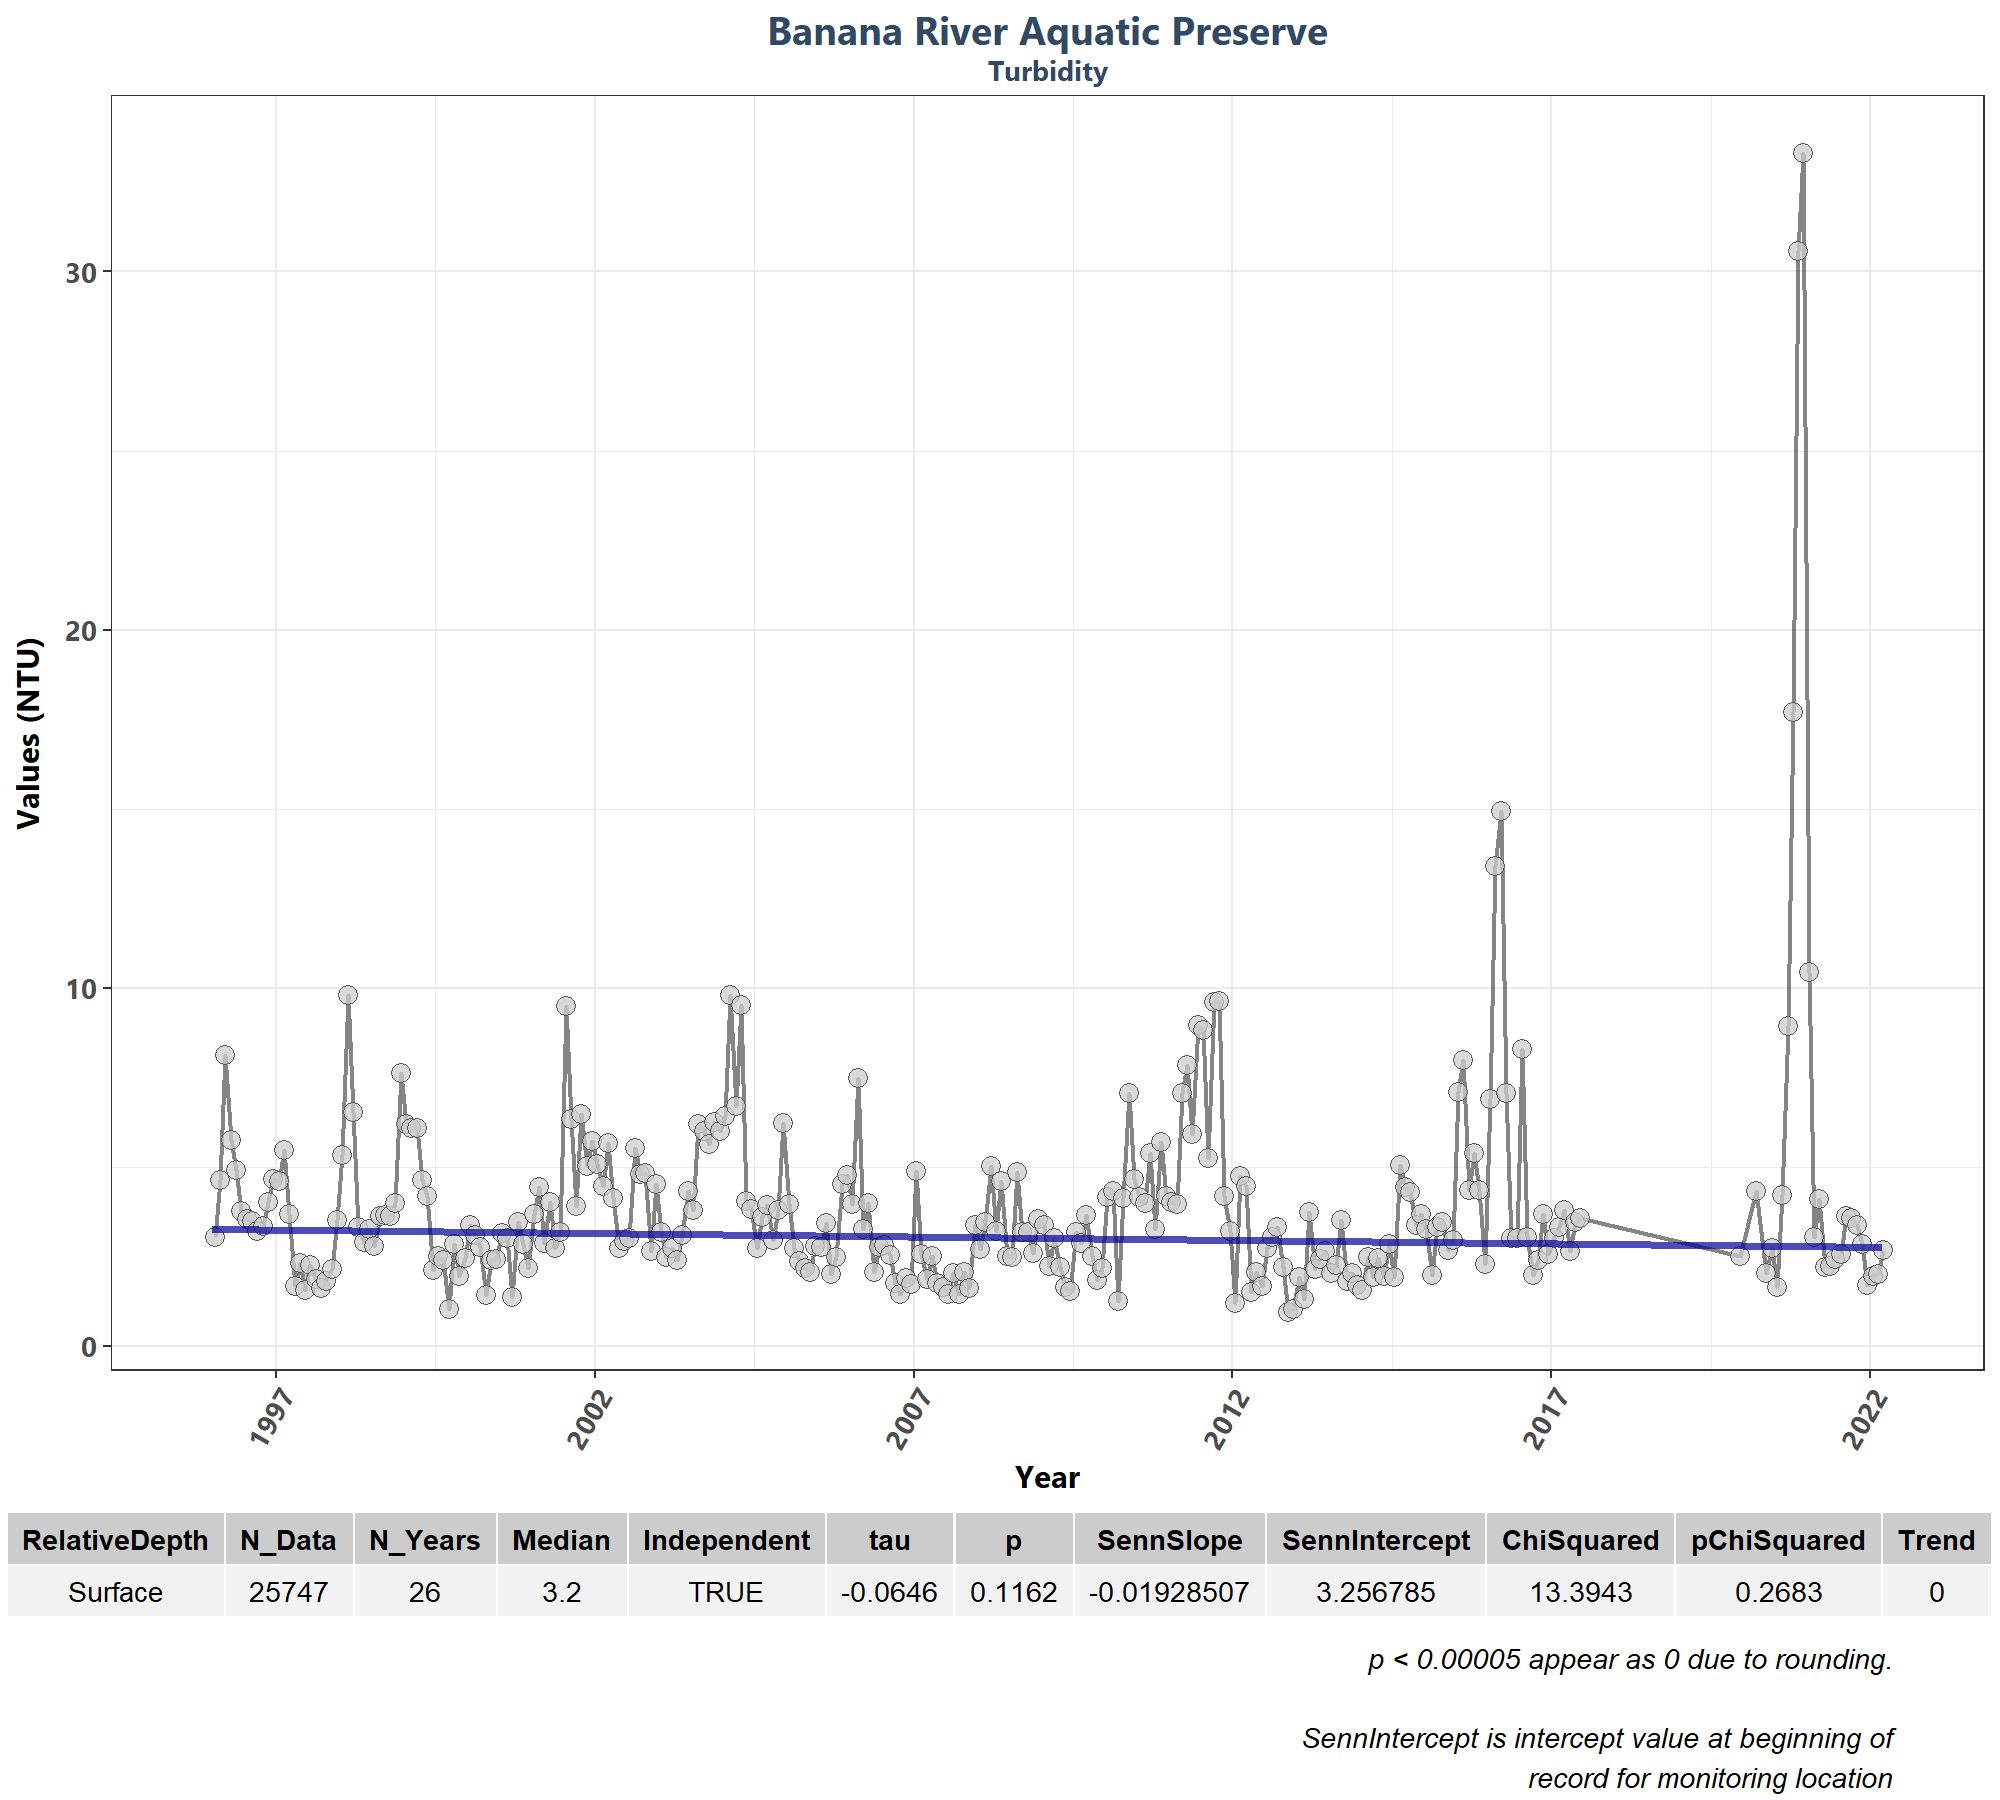 Banana River Aquatic Preserve
Turbidity
Values (NTU)
30
20
10
0
1997 2002 2007 2012 2017 2022
Year
RelativeDepth N_Data N_Years Median Independent tau p SennSlope SennIntercept ChiSquared pChiSquared Trend
Surface 25747 26 3.2 TRUE -0.0646 0.1162 -0.01928507 3.256785 13.3943 0.2683 0
p < 0.00005 appear as 0 due to rounding.
SennIntercept is intercept value at beginning of
record for monitoring location